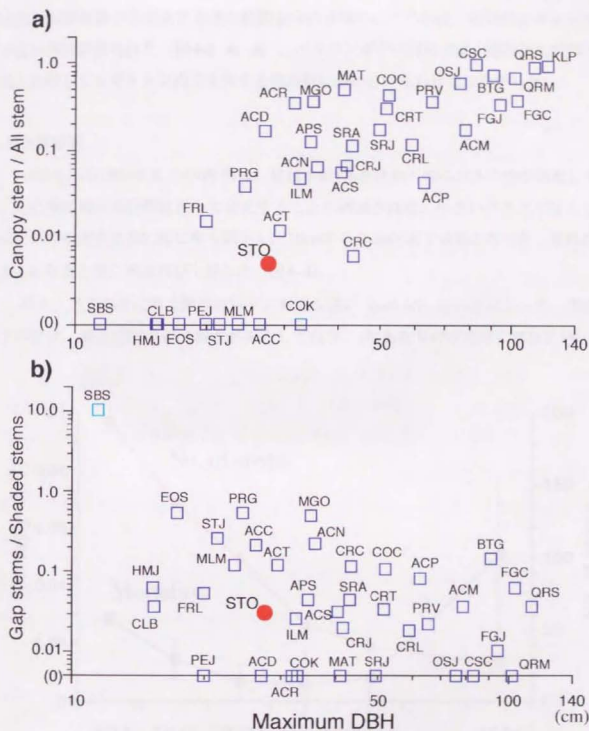 a)
Canopy stem / All stem
1.0
0.1
0.01
(0)
CSC QRS KLP
OSJ
MAT COC PRV BTG QRM
ACR MGO
ACD CRT FGJ FGC
APS SRA SRJ CRL ACM
ACN CRJ
PRG ILM ACS ACP
FRL ACT
STO CRC
SBS CLB PEJ MLM COK
HMJ EOS STJ ACC
10 50 100 140
b)
Gap stems / Shaded stems
10.0
1.0
0.1
0.01
(0)
SBS
EOS PRG MGO
STJ ACC ACN
HMJ MLM ACT CRC COC ACP BTG
FGC
FRL APS SRA CRT ACM QRS
CLB STO ACS PRV
ILM CRJ CRL FGJ
PEJ ACD COK MAT SRJ OSJ CSC QRM
ACR
10 50 100 140
Maximum DBH (cm)